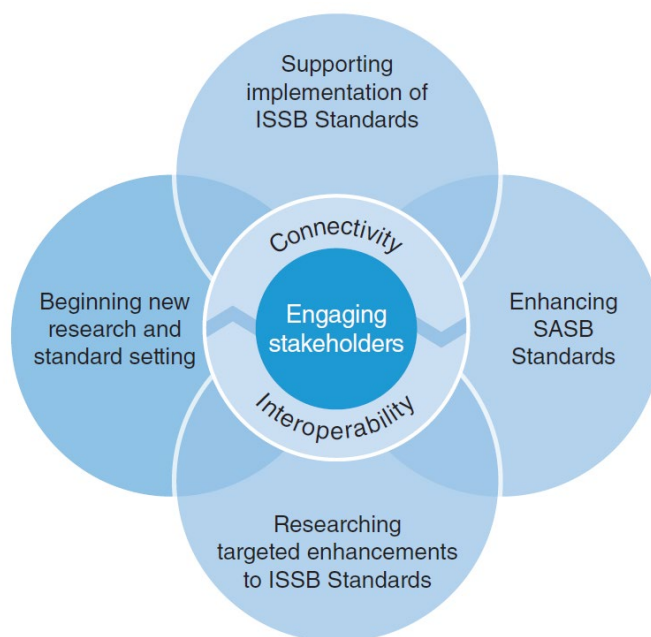 Supporting
implementation of
ISSB Standards
Connectivity
Beginning new
research and
standard setting
Engaging
stakeholders
Enhancing
SASB
Standards
Interoperability
Researching
targeted enhancements
to ISSB Standards